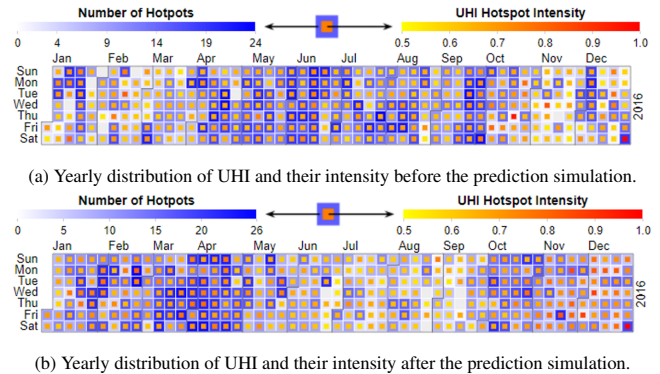 Number of Hotpots UHI Hotspot Intensity
0 4 9 14 19 24 0.5 0.6 0.7 0.8 0.9 1.0
Jan Feb Mar Apr May Jun Jul Aug Sep Oct Nov Dec
Sun
Mon
Tue
Wed
Thu
Fri
Sat
2016
(a) Yearly distribution of UHI and their intensity before the prediction simulation.
Number of Hotpots UHI Hotspot Intensity
0 5 10 15 20 26 0.5 0.6 0.7 0.8 0.9 1.0
Jan Feb Mar Apr May Jun Jul Aug Sep Oct Nov Dec
Sun
Mon
Tue
Wed
Thu
Fri
Sat
2016
(b) Yearly distribution of UHI and their intensity after the prediction simulation.